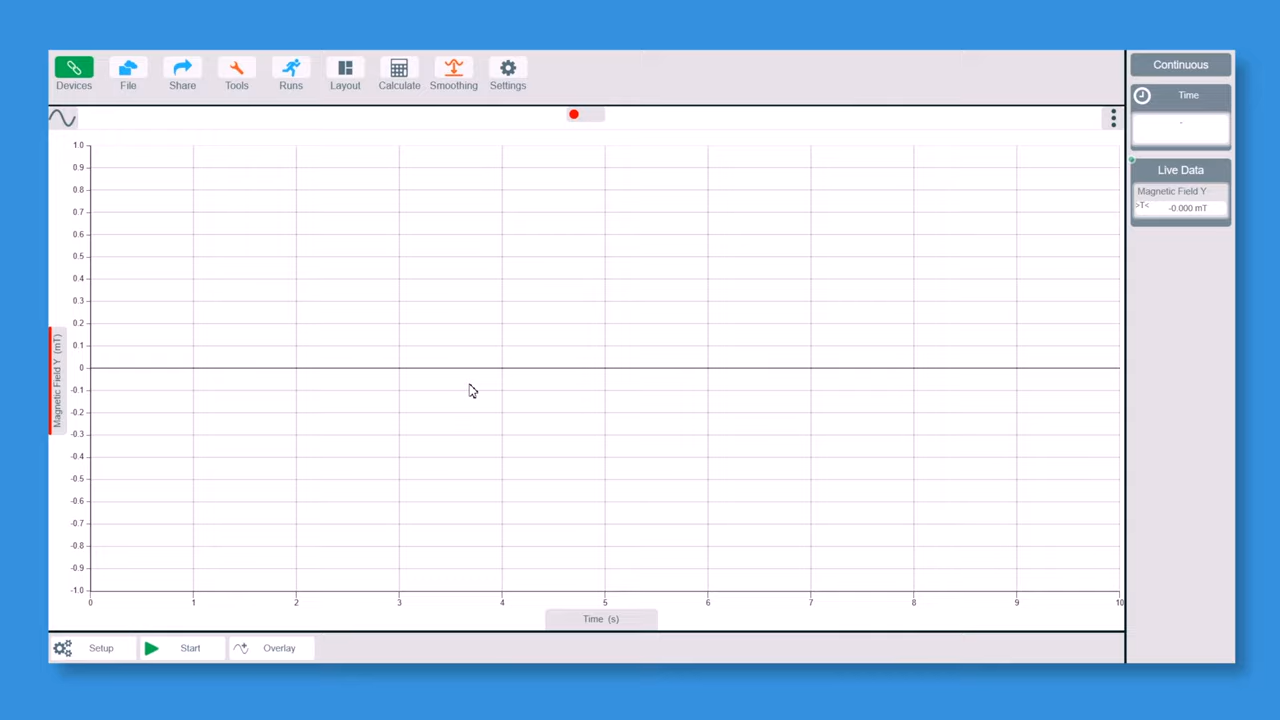 Devices File Share Tools Runs Layout Calculate Smoothing Settings
Continuous
Time
-
Live Data
Magnetic Field Y
>T< -0.000 mT
1.0
0.9
0.8
0.7
0.6
0.5
0.4
0.3
0.2
0.1
0
-0.1
-0.2
-0.3
-0.4
-0.5
-0.6
-0.7
-0.8
-0.9
-1.0
Magnetic Field Y (mT)
0 1 2 3 4 5 6 7 8 9 10
Time (s)
Setup Start Overlay